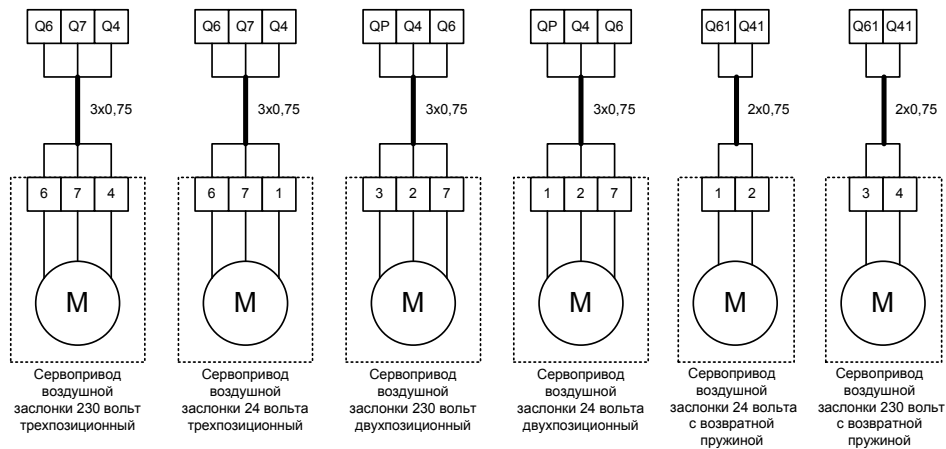 Q6 Q7 Q4
Q6 Q7 Q4
QP Q4 Q6
QP Q4 Q6
Q61 Q41
Q61 Q41
3x0,75
3x0,75
3x0,75
3x0,75
2x0,75
2x0,75
6 7 4
6 7 1
3 2 7
1 2 7
1 2
3 4
M
M
M
M
M
M
Сервопривод
воздушной
заслонки 230 вольт
трехпозиционный
Сервопривод
воздушной
заслонки 24 вольта
трехпозиционный
Сервопривод
воздушной
заслонки 230 вольт
двухпозиционный
Сервопривод
воздушной
заслонки 24 вольта
двухпозиционный
Сервопривод
воздушной
заслонки 24 вольта
с возвратной
пружиной
Сервопривод
воздушной
заслонки 230 вольт
с возвратной
пружиной